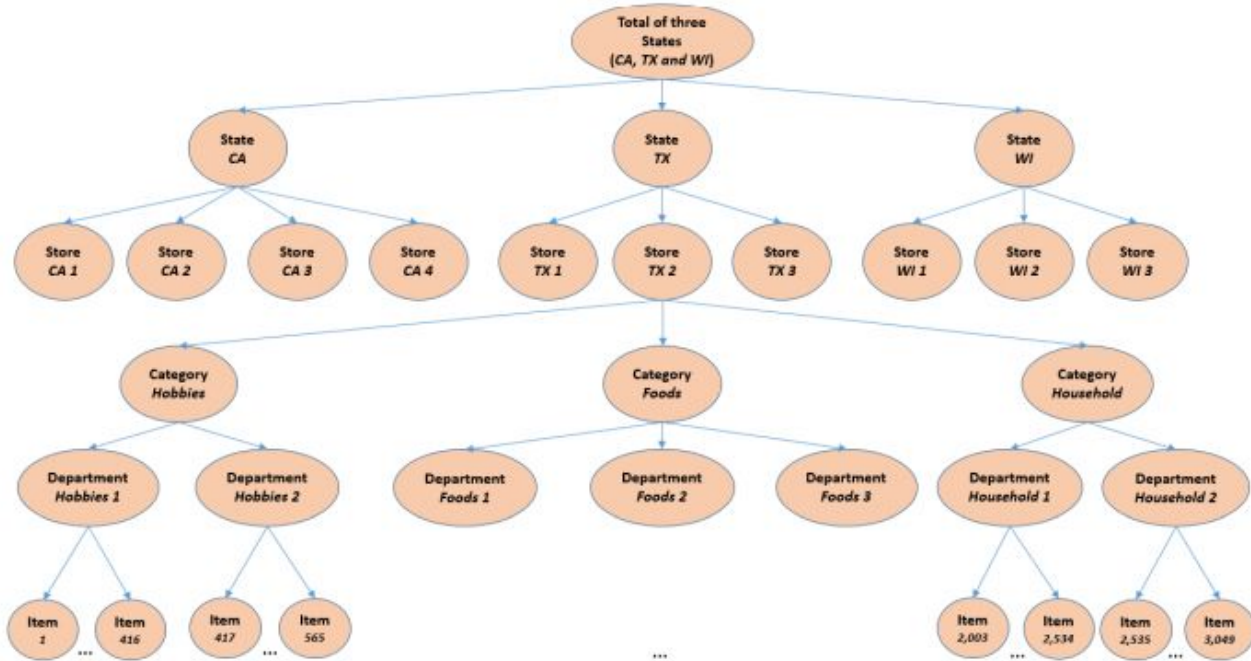 Total of three
States
(CA, TX and WI)
State
CA
State
TX
State
WI
Store
CA 1
Store
CA 2
Store
CA 3
Store
CA 4
Store
TX 1
Store
TX 2
Store
TX 3
Store
WI 1
Store
WI 2
Store
WI 3
Category
Hobbies
Category
Foods
Category
Household
Department
Hobbies 1
Department
Hobbies 2
Department
Foods 1
Department
Foods 2
Department
Foods 3
Department
Household 1
Department
Household 2
Item
1
...
Item
416
Item
417
...
Item
565
...
Item
2,003
...
Item
2,534
Item
2,535
...
Item
3,049